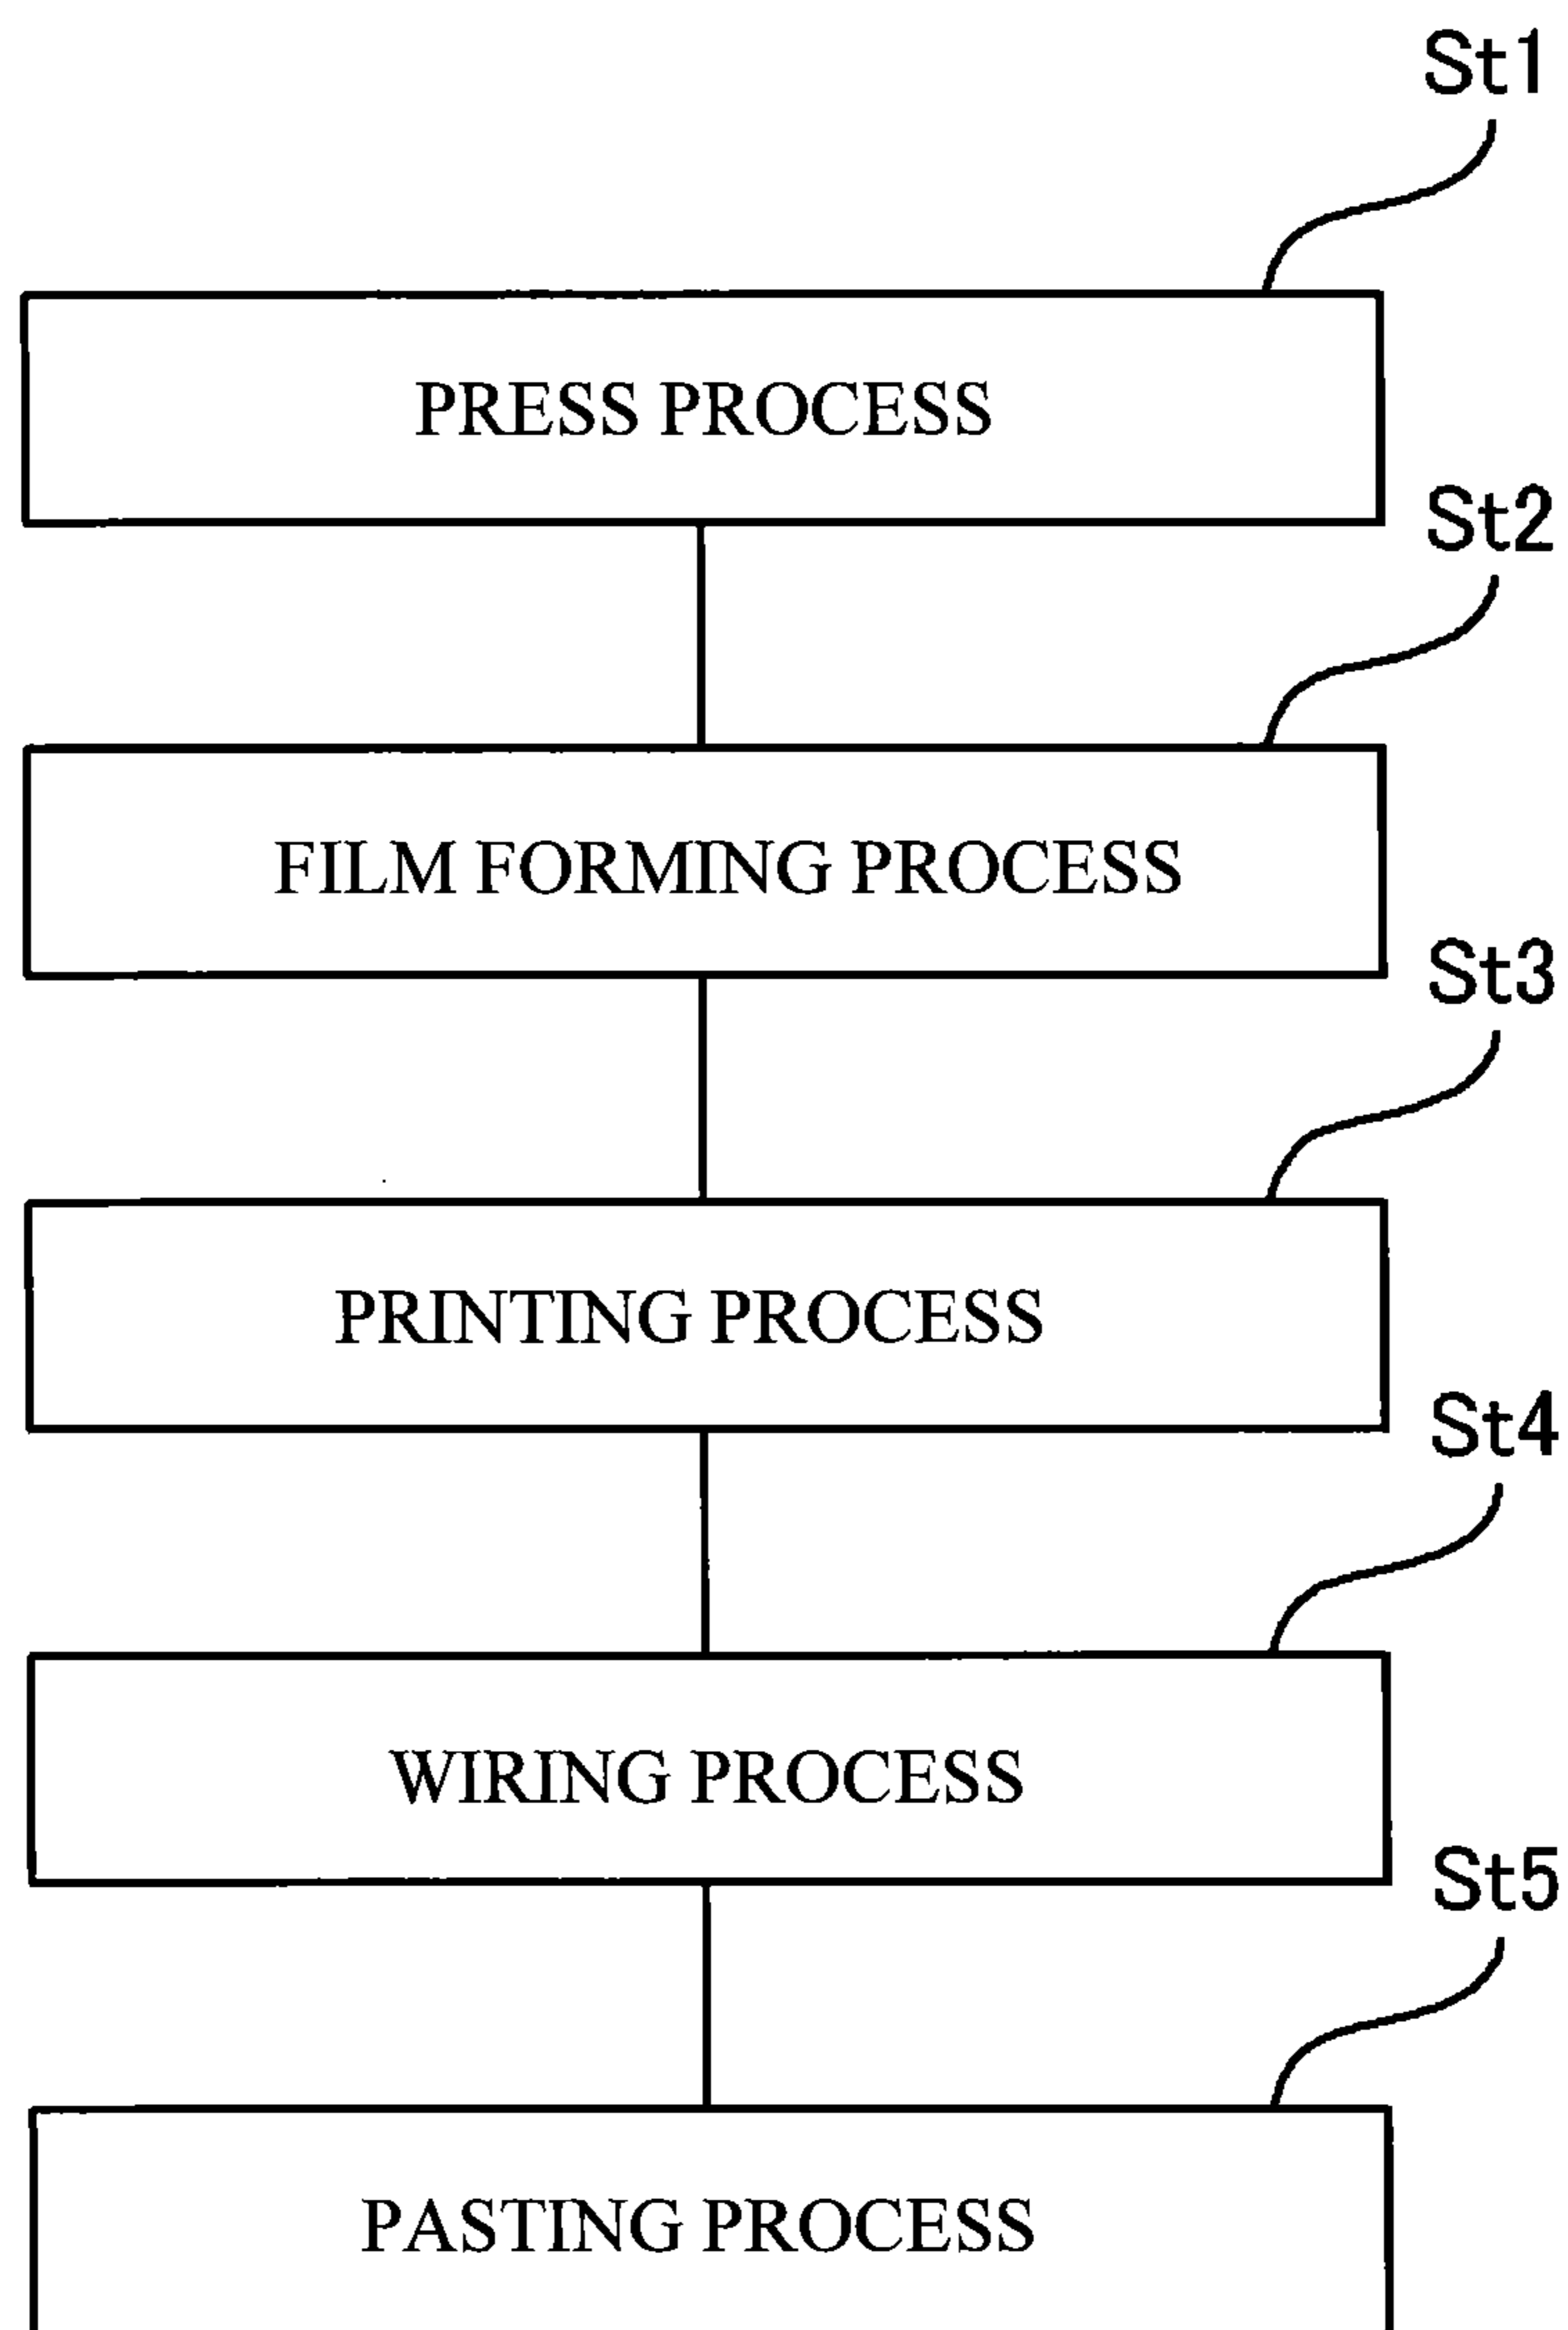 St1
PRESS PROCESS
St2
FILM FORMING PROCESS
St3
PRINTING PROCESS
St4
WIRING PROCESS
St5
PASTING PROCESS